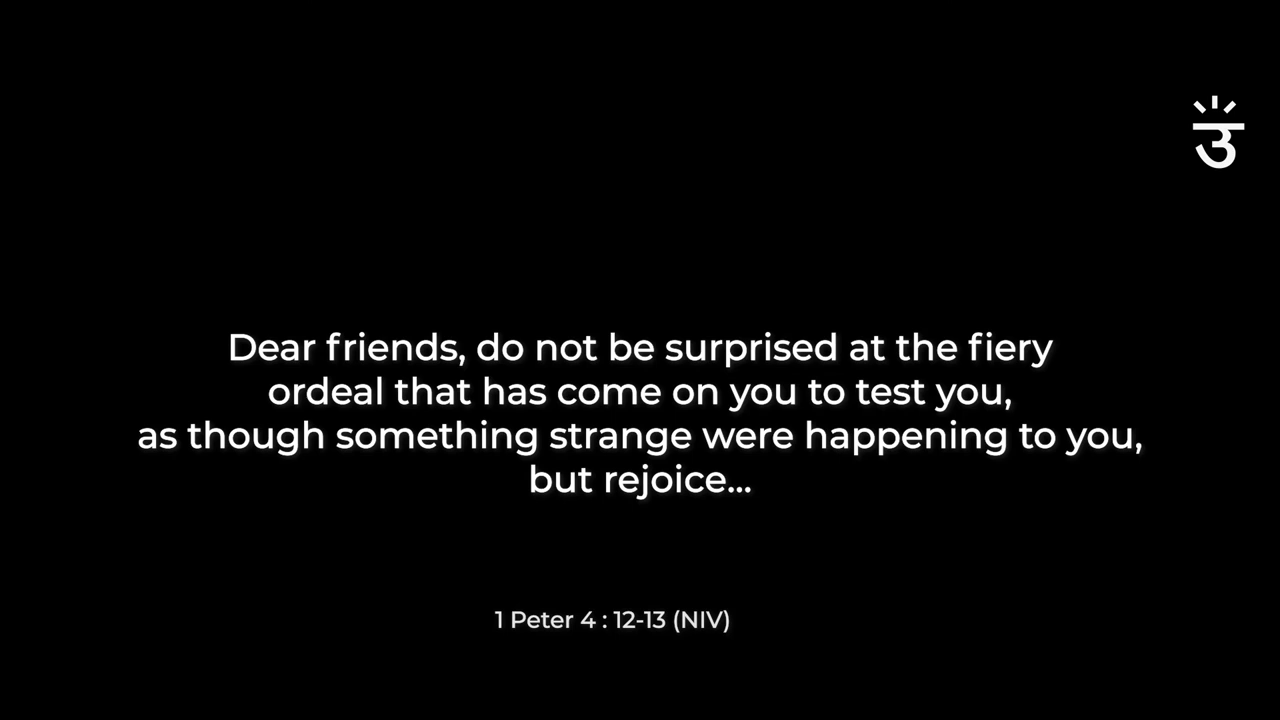 उ
Dear friends, do not be surprised at the fiery
ordeal that has come on you to test you,
as though something strange were happening to you,
but rejoice...
1 Peter 4 : 12-13 (NIV)